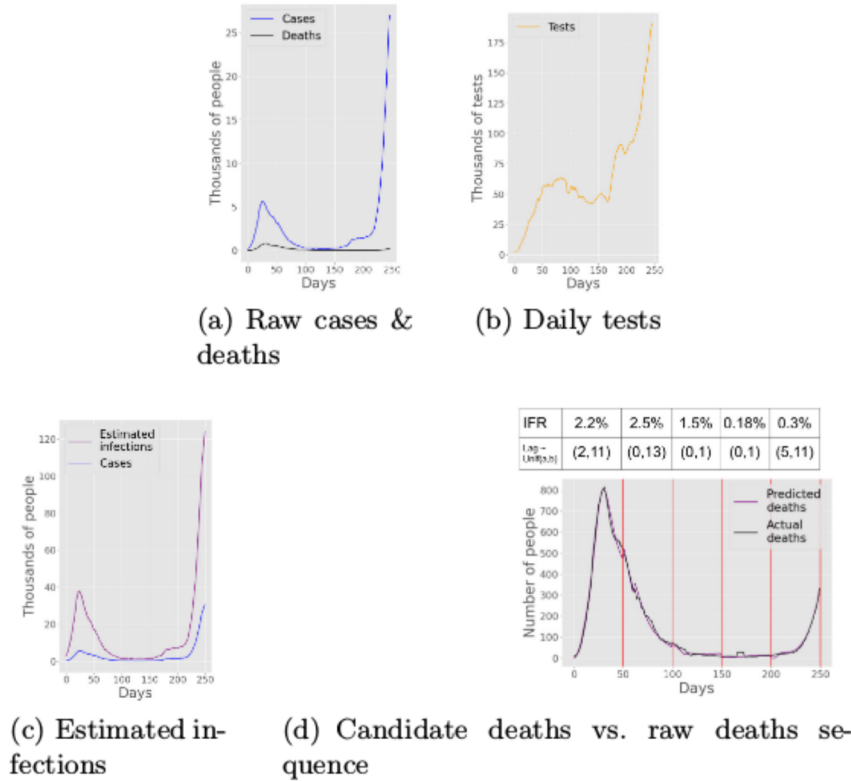 Cases
Deaths
Thousands of people
25
20
15
10
5
0
0 50 100 150 200 250
Days
(a) Raw cases &
deaths
Tests
Thousands of tests
175
150
125
100
75
50
25
0
0 50 100 150 200 250
Days
(b) Daily tests
Estimated
infections
Cases
Thousands of people
120
100
80
60
40
20
0
0 50 100 150 200 250
Days
(c) Estimated in-
fections
IFR 2.2% 2.5% 1.5% 0.18% 0.3%
Lag ~
Unif(a,b) (2,11) (0,13) (0,1) (0,1) (5,11)
Predicted
deaths
Actual
deaths
Number of people
800
700
600
500
400
300
200
100
0
0 50 100 150 200 250
Days
(d) Candidate deaths vs. raw deaths se-
quence